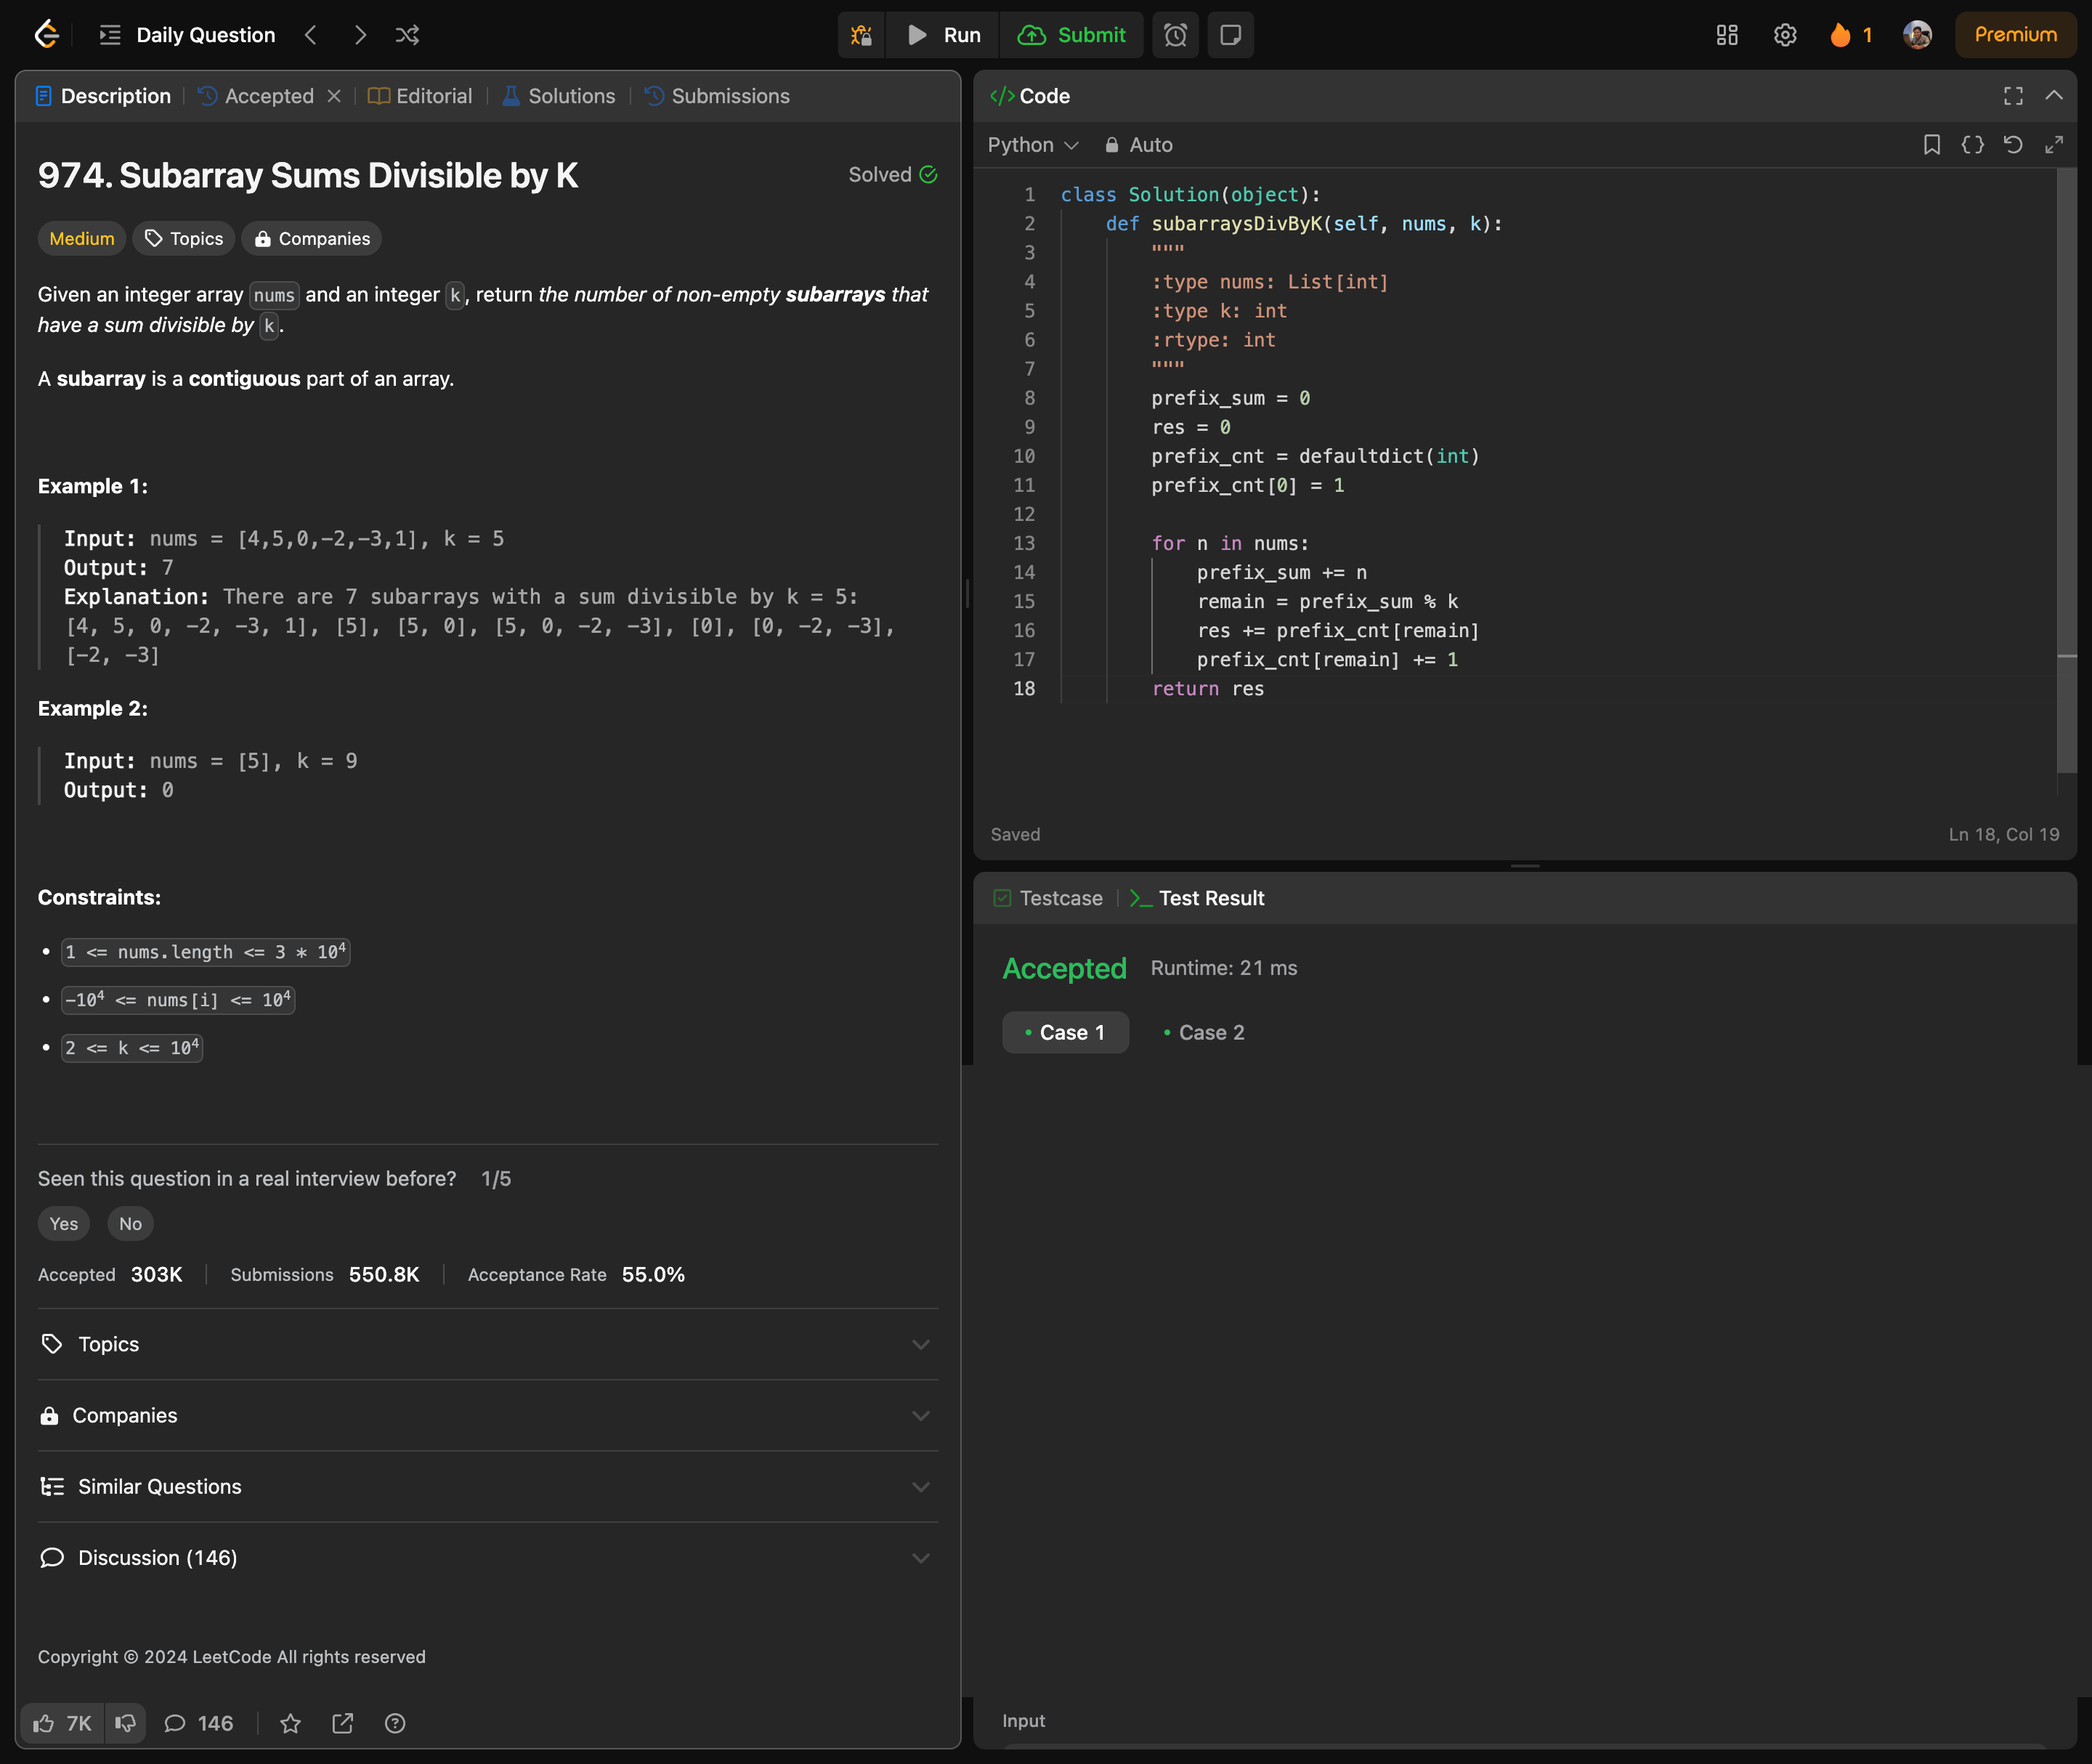 Daily Question
Run
Submit
1
Premium
Description
Accepted
Editorial
Solutions
Submissions
974. Subarray Sums Divisible by K
Solved
Medium
Topics
Companies
Given an integer array nums and an integer k, return the number of non-empty subarrays that
have a sum divisible by k.
A subarray is a contiguous part of an array.
Example 1:
Input: nums = [4,5,0,-2,-3,1], k = 5
Output: 7
Explanation: There are 7 subarrays with a sum divisible by k = 5:
[4, 5, 0, -2, -3, 1], [5], [5, 0], [5, 0, -2, -3], [0], [0, -2, -3],
[-2, -3]
Example 2:
Input: nums = [5], k = 9
Output: 0
Constraints:
• 1 <= nums.length <= 3 * 10⁴
• -10⁴ <= nums[i] <= 10⁴
• 2 <= k <= 10⁴
Seen this question in a real interview before? 1/5
Yes No
Accepted 303K Submissions 550.8K Acceptance Rate 55.0%
Topics
Companies
Similar Questions
Discussion (146)
Copyright © 2024 LeetCode All rights reserved
7K 146
</> Code
Python Auto
1 class Solution(object):
2     def subarraysDivByK(self, nums, k):
3         """
4         :type nums: List[int]
5         :type k: int
6         :rtype: int
7         """
8         prefix_sum = 0
9         res = 0
10         prefix_cnt = defaultdict(int)
11         prefix_cnt[0] = 1
12
13         for n in nums:
14             prefix_sum += n
15             remain = prefix_sum % k
16             res += prefix_cnt[remain]
17             prefix_cnt[remain] += 1
18         return res
Saved
Ln 18, Col 19
Testcase
>_ Test Result
Accepted Runtime: 21 ms
• Case 1 • Case 2
Input